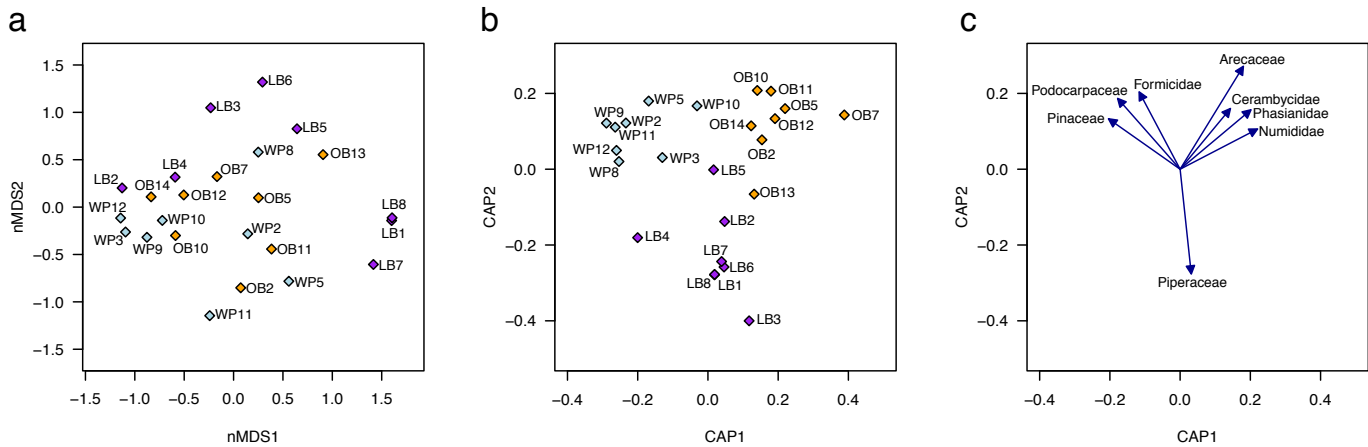 a
1.5
1.0
0.5
0.0
−0.5
−1.0
−1.5
nMDS2
LB6
LB3
LB5
WP8
OB13
LB4
OB7
LB2
OB14
OB12
OB5
WP12
WP10
LB8
LB1
WP3
WP9
OB10
WP2
OB11
LB7
OB2
WP5
WP11
−1.5
−1.0
−0.5
0.0
0.5
1.0
1.5
nMDS1
b
0.2
0.0
−0.2
−0.4
CAP2
OB10
OB11
WP5
WP10
OB5
OB7
WP9
WP2
WP11
OB14
OB12
OB2
WP12
WP3
WP8
LB5
OB13
LB2
LB4
LB7
LB6
LB8
LB1
LB3
−0.4
−0.2
0.0
0.2
0.4
CAP1
c
0.2
0.0
−0.2
−0.4
CAP2
Arecaceae
Formicidae
Podocarpaceae
Cerambycidae
Phasianidae
Pinaceae
Numididae
Piperaceae
−0.4
−0.2
0.0
0.2
0.4
CAP1